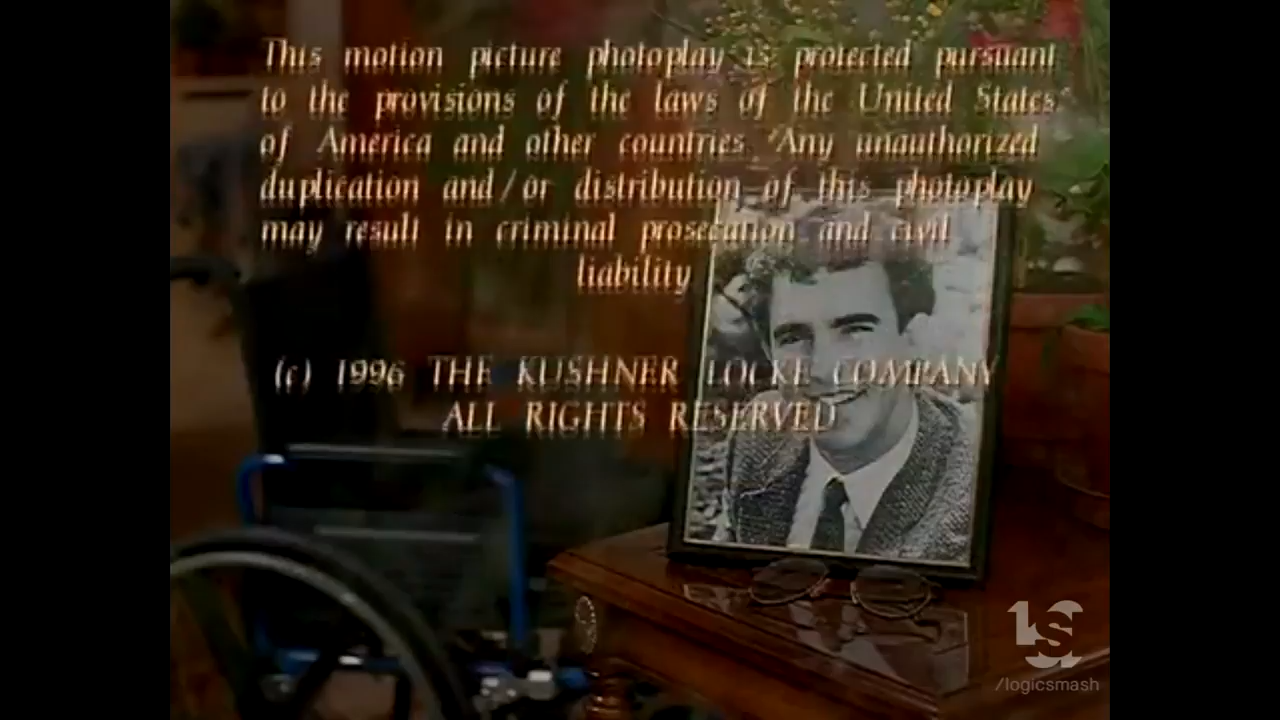 This motion picture photoplay is protected pursuant
to the provisions of the laws of the United States
of America and other countries. Any unauthorized
duplication and/or distribution of this photoplay
may result in criminal prosecution and civil
liability
(c) 1996 THE KUSHNER LOCKE COMPANY
ALL RIGHTS RESERVED
LS
/logicsmash